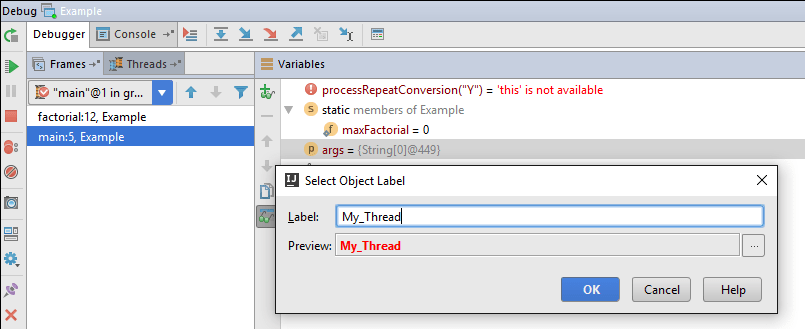 Debug Example
Debugger Console
Frames Threads Variables
"main"@1 in gr...
processRepeatConversion("Y") = 'this' is not available
factorial:12, Example
static members of Example
main:5, Example
maxFactorial = 0
args = {String[0]@449}
Select Object Label
Label: My_Thread
Preview: My_Thread ...
OK Cancel Help